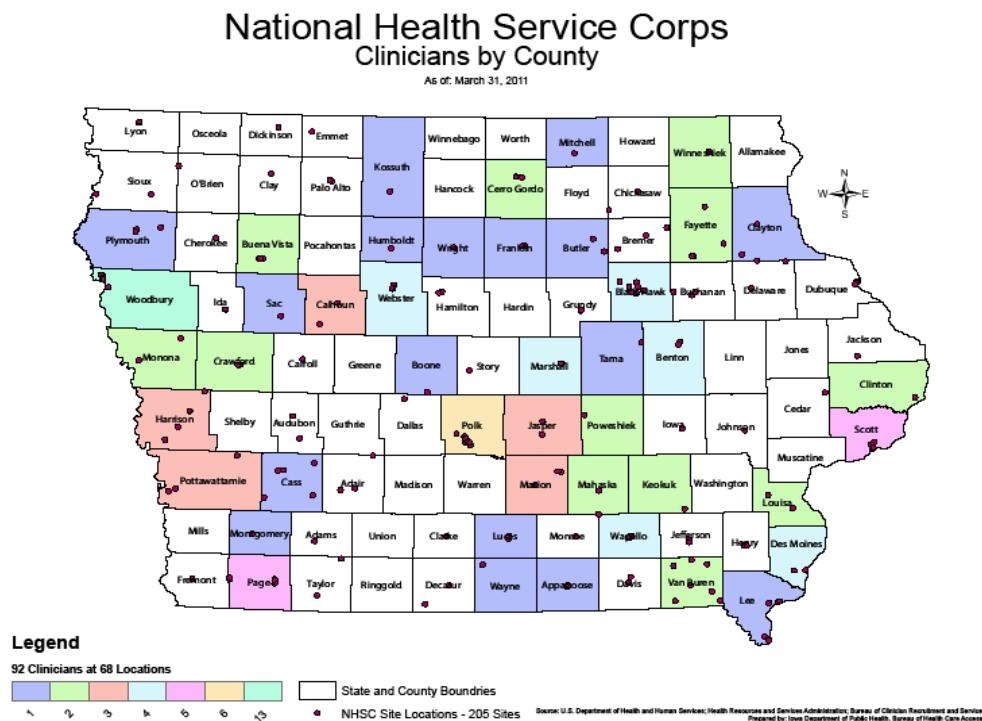 National Health Service Corps
Clinicians by County
As of: March 31, 2011
Lyon Osceola Dickinson Emmet Winnebago Worth Mitchell Howard Winneshiek Allamakee
Kossuth
Sioux O'Brien Clay Palo Alto Hancock Cerro Gordo Floyd Chickasaw
N
W E
S
Plymouth Cherokee Buena Vista Pocahontas Humboldt Wright Franklin Butler Bremer Fayette Clayton
Woodbury Ida Sac Calhoun Webster Hamilton Hardin Grundy Black Hawk Buchanan Delaware Dubuque
Monona Crawford Carroll Greene Boone Story Marshall Tama Benton Linn Jones Jackson
Clinton
Harrison Shelby Audubon Guthrie Dallas Polk Jasper Poweshiek Iowa Johnson Cedar Scott
Muscatine
Pottawattamie Cass Adair Madison Warren Marion Mahaska Keokuk Washington Louisa
Mills Montgomery Adams Union Clarke Lucas Monroe Wapello Jefferson Henry Des Moines
Fremont Page Taylor Ringgold Decatur Wayne Appanoose Davis Van Buren Lee
Legend
92 Clinicians at 68 Locations
1 2 3 4 5 6 13
State and County Boundaries
NHSC Site Locations - 205 Sites
Source: U.S. Department of Health and Human Services; Health Resources and Services Administration; Bureau of Clinician Recruitment and Service
Prepared by: Iowa Department of Public Health, Bureau of Health Care Access